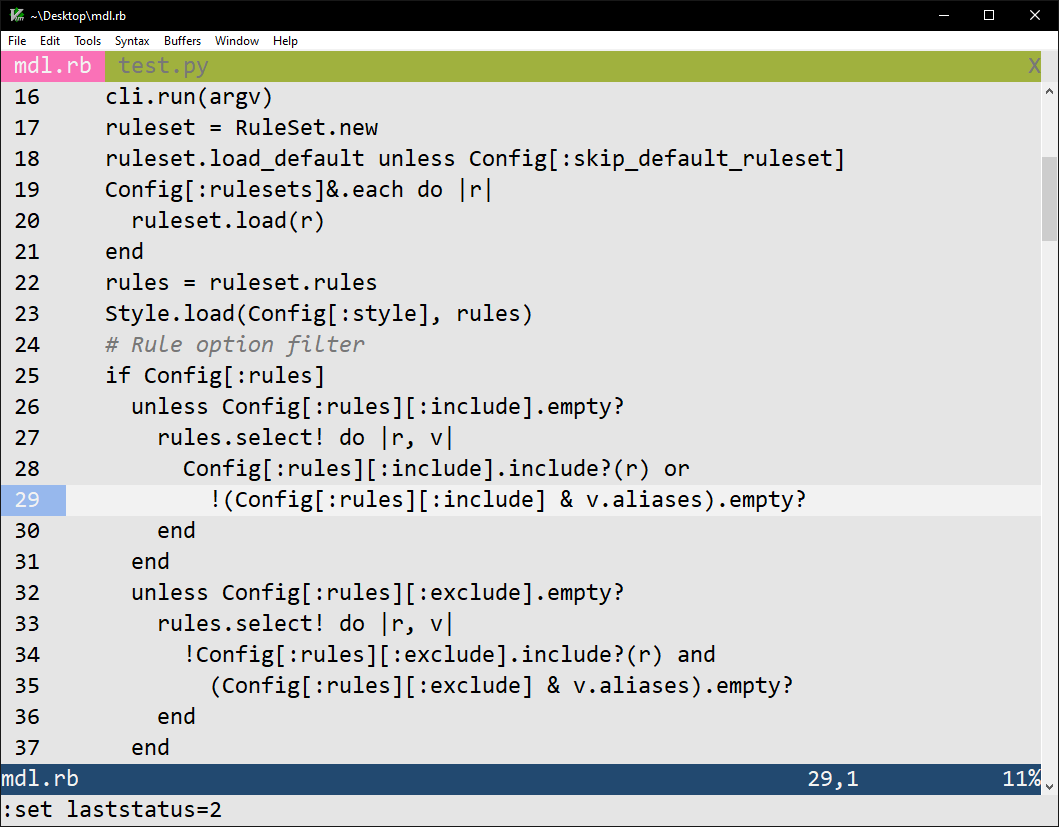 ~\Desktop\mdl.rb
File Edit Tools Syntax Buffers Window Help
mdl.rb test.py X
16 cli.run(argv)
17 ruleset = RuleSet.new
18 ruleset.load_default unless Config[:skip_default_ruleset]
19 Config[:rulesets]&.each do |r|
20 ruleset.load(r)
21 end
22 rules = ruleset.rules
23 Style.load(Config[:style], rules)
24 # Rule option filter
25 if Config[:rules]
26 unless Config[:rules][:include].empty?
27 rules.select! do |r, v|
28 Config[:rules][:include].include?(r) or
29 !(Config[:rules][:include] & v.aliases).empty?
30 end
31 end
32 unless Config[:rules][:exclude].empty?
33 rules.select! do |r, v|
34 !Config[:rules][:exclude].include?(r) and
35 (Config[:rules][:exclude] & v.aliases).empty?
36 end
37 end
mdl.rb 29,1 11%
:set laststatus=2